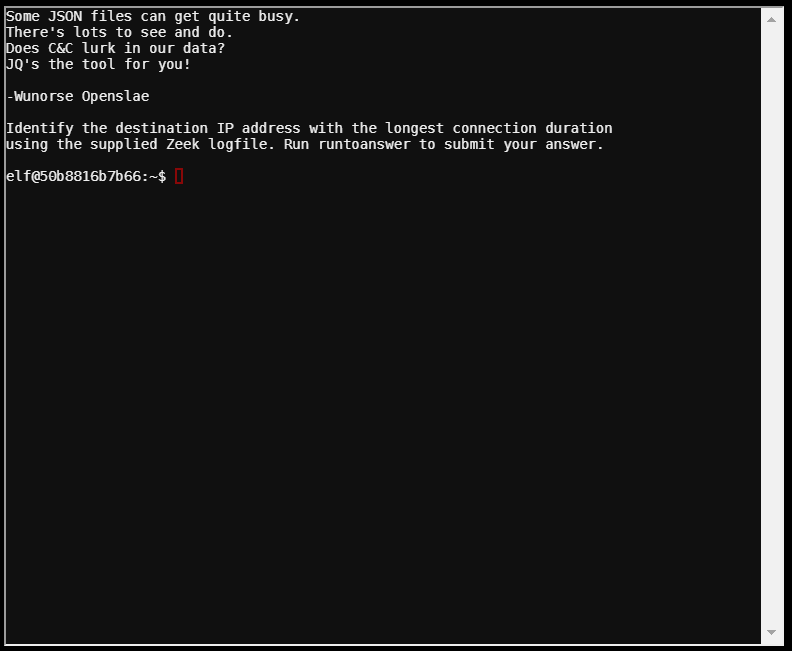 Some JSON files can get quite busy.
There's lots to see and do.
Does C&C lurk in our data?
JQ's the tool for you!
-Wunorse Openslae
Identify the destination IP address with the longest connection duration
using the supplied Zeek logfile. Run runtoanswer to submit your answer.
elf@50b8816b7b66:~$